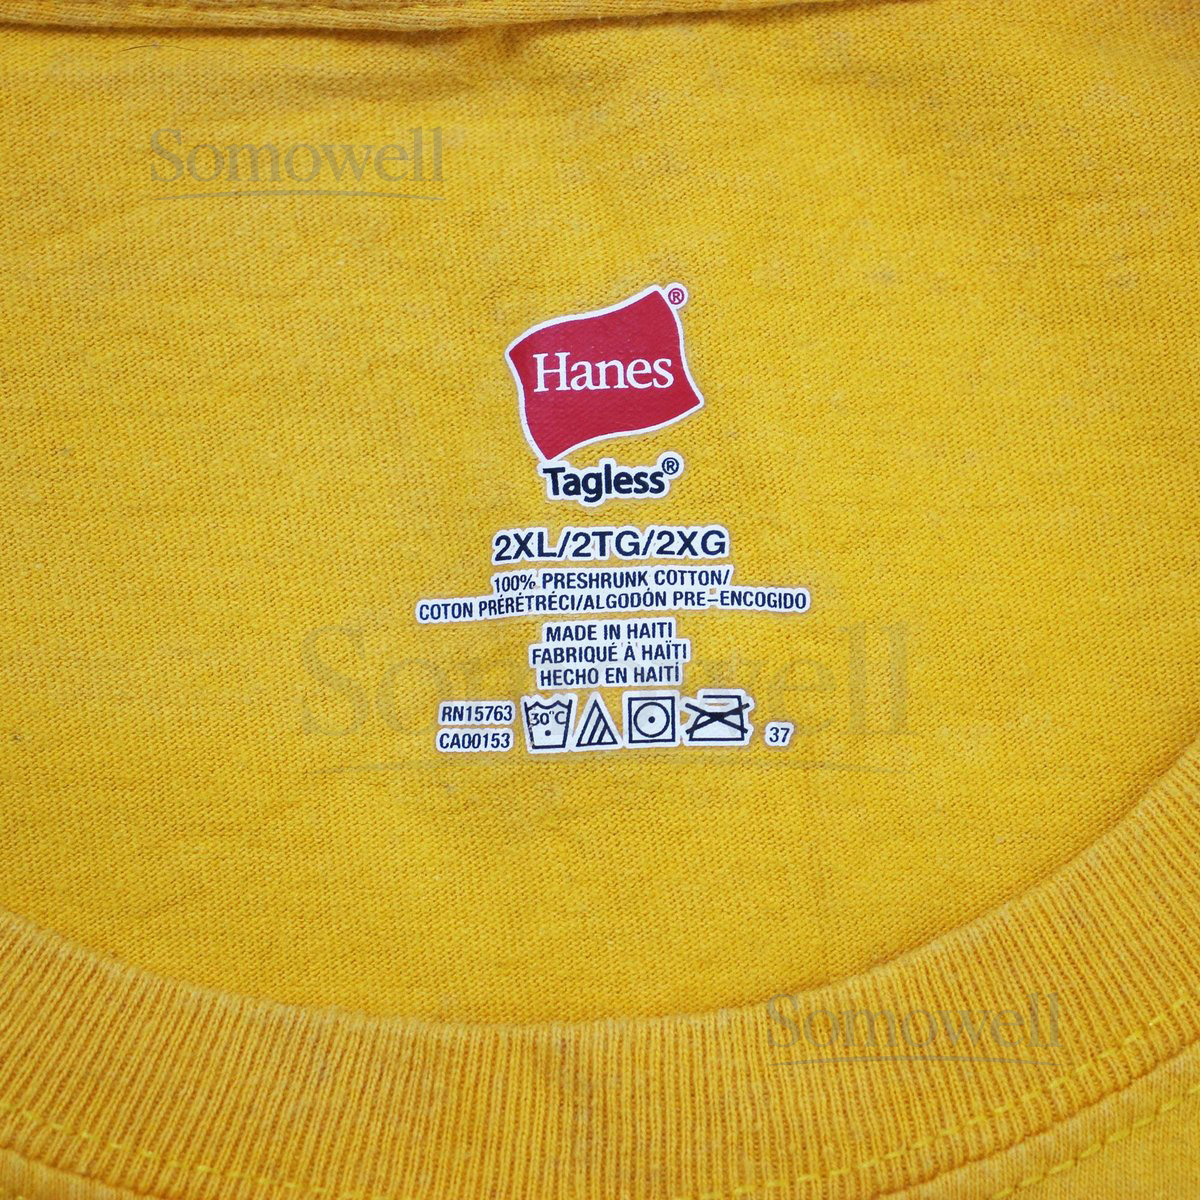 Somowell
®
Hanes
Tagless®
2XL/2TG/2XG
100% PRESHRUNK COTTON/
COTON PRÉRÉTRÉCI/ALGODÓN PRE-ENCOGIDO
MADE IN HAITI
FABRIQUÉ À HAÏTI
HECHO EN HAITÍ
Somowell
RN15763
CA00153
30°C
37
Somowell